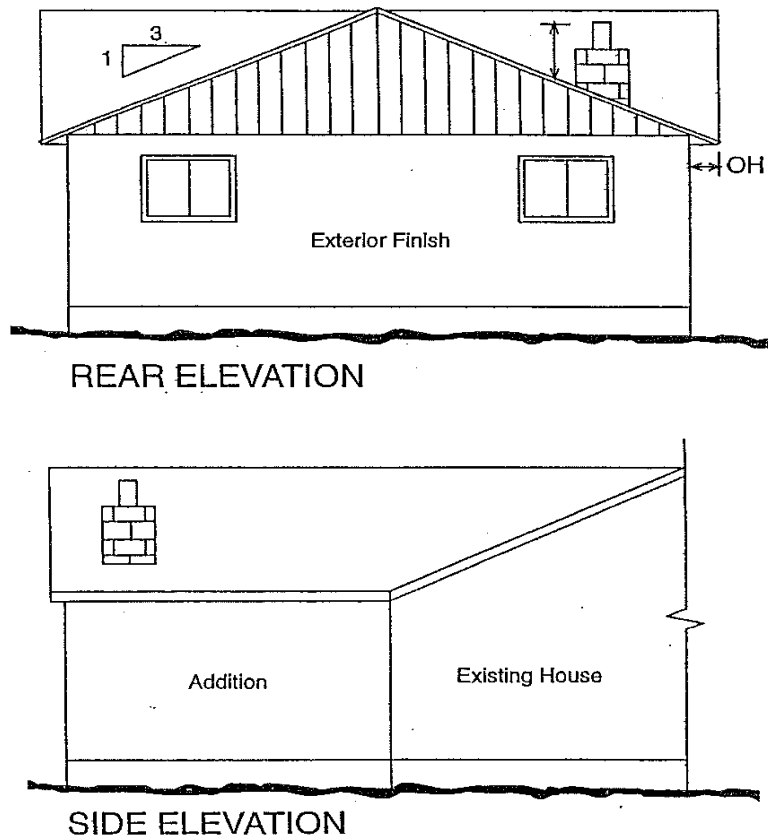 3
1
OH
Exterior Finish
REAR ELEVATION
Addition
Existing House
SIDE ELEVATION